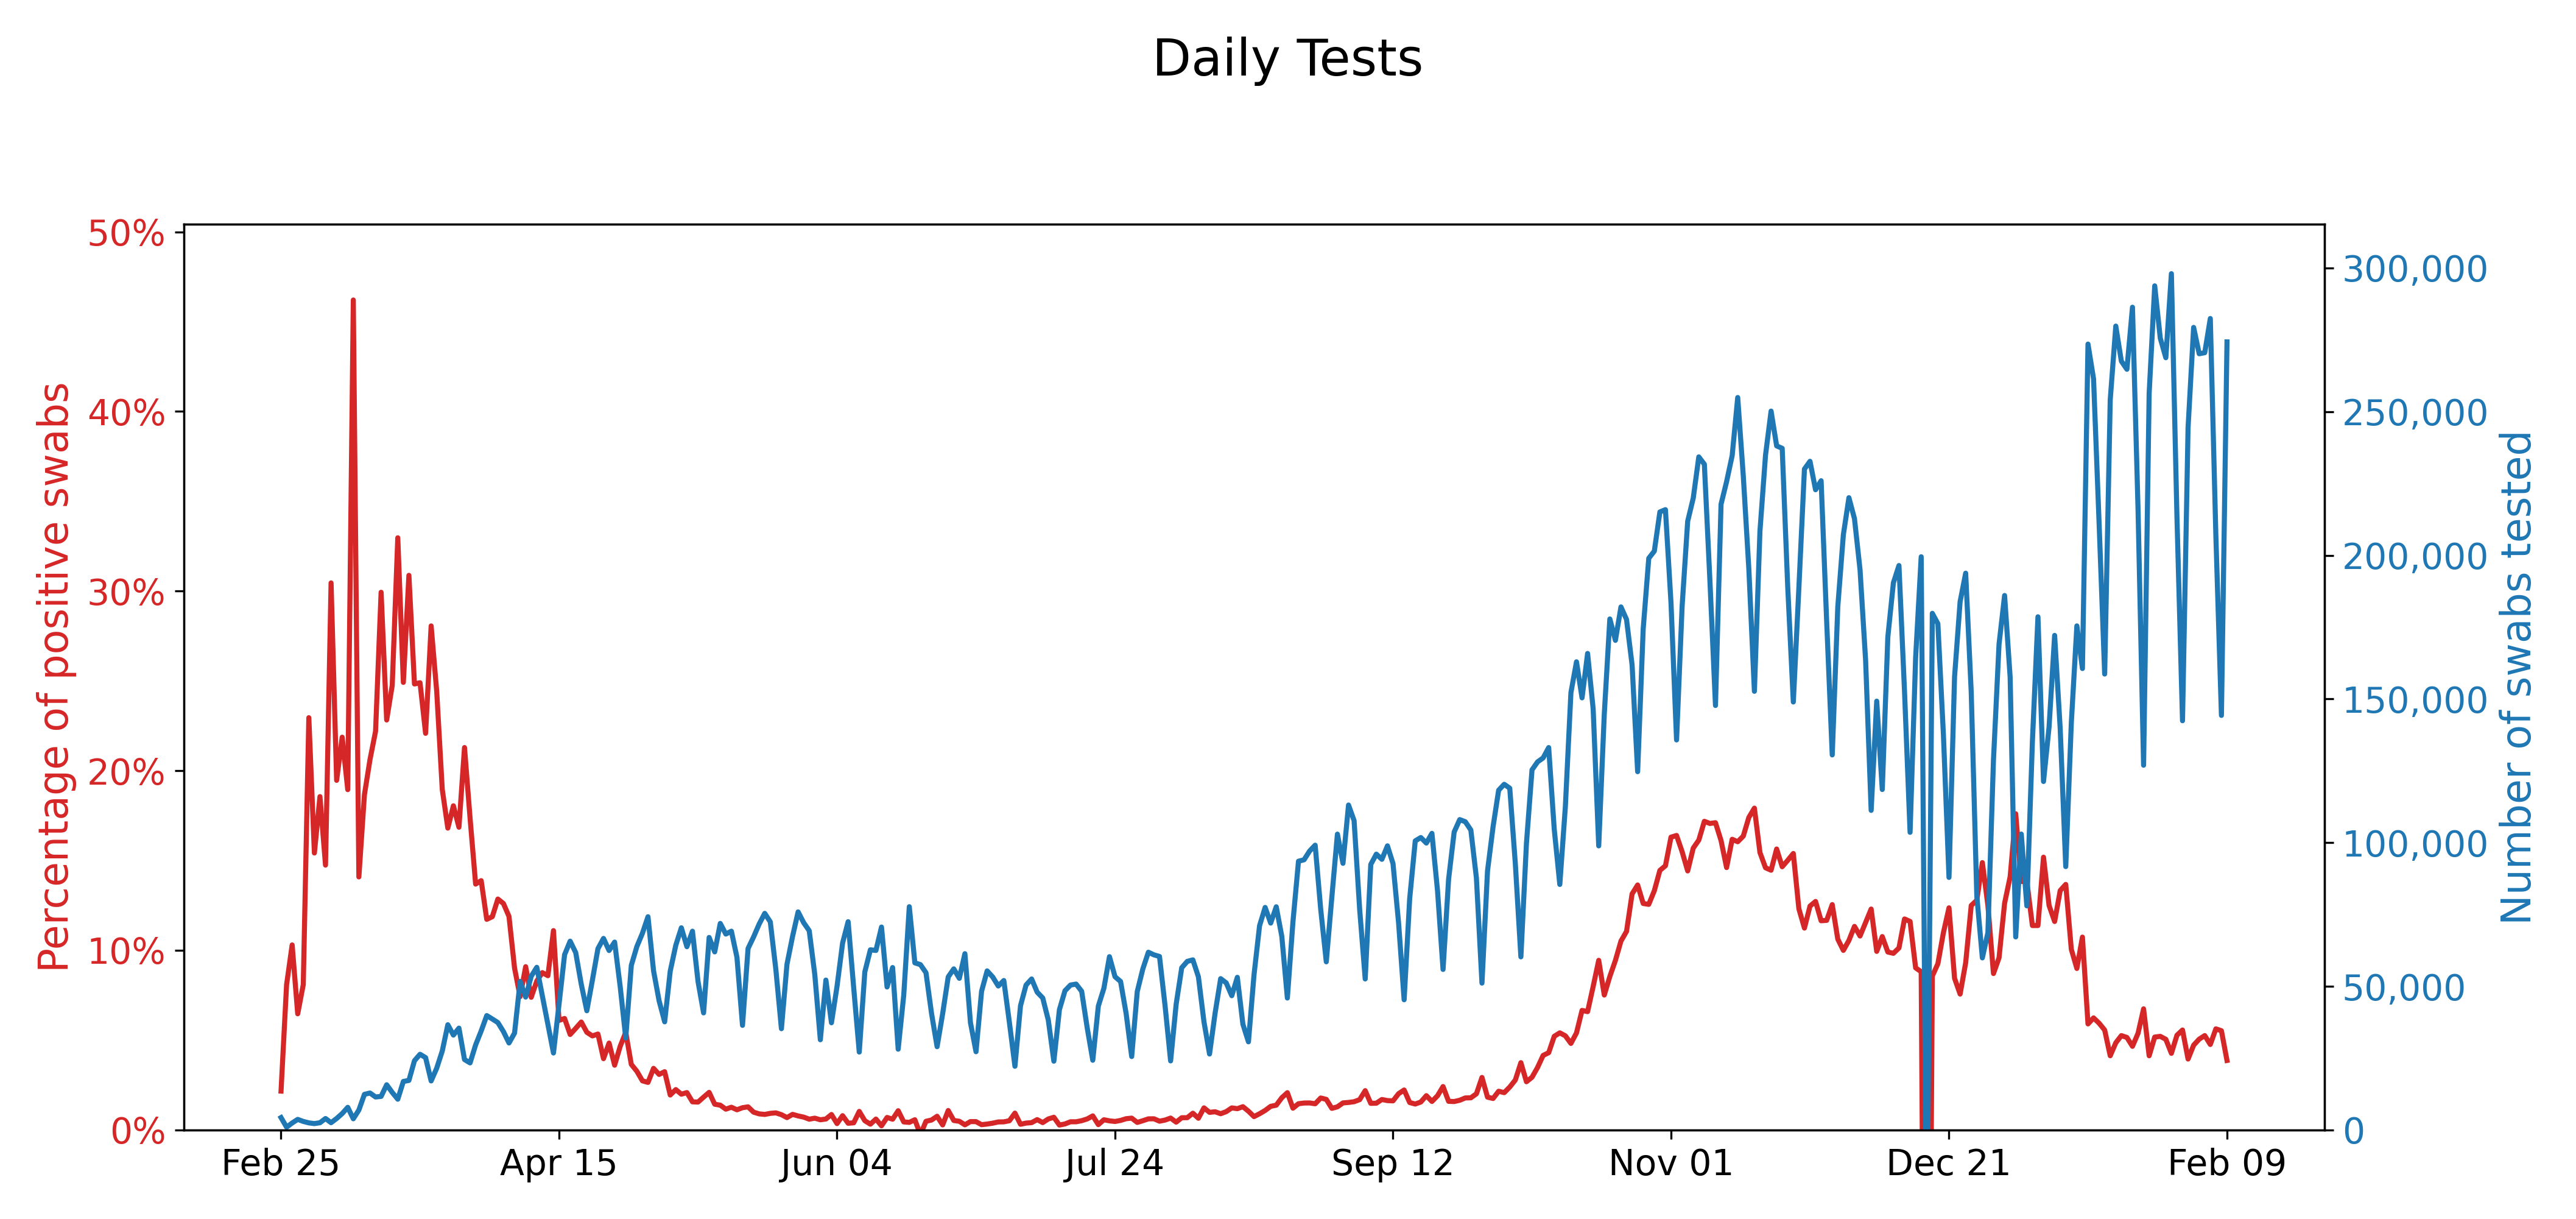 Daily Tests
Percentage of positive swabs
50%
40%
30%
20%
10%
0%
300,000
250,000
200,000
150,000
100,000
50,000
0
Number of swabs tested
Feb 25
Apr 15
Jun 04
Jul 24
Sep 12
Nov 01
Dec 21
Feb 09